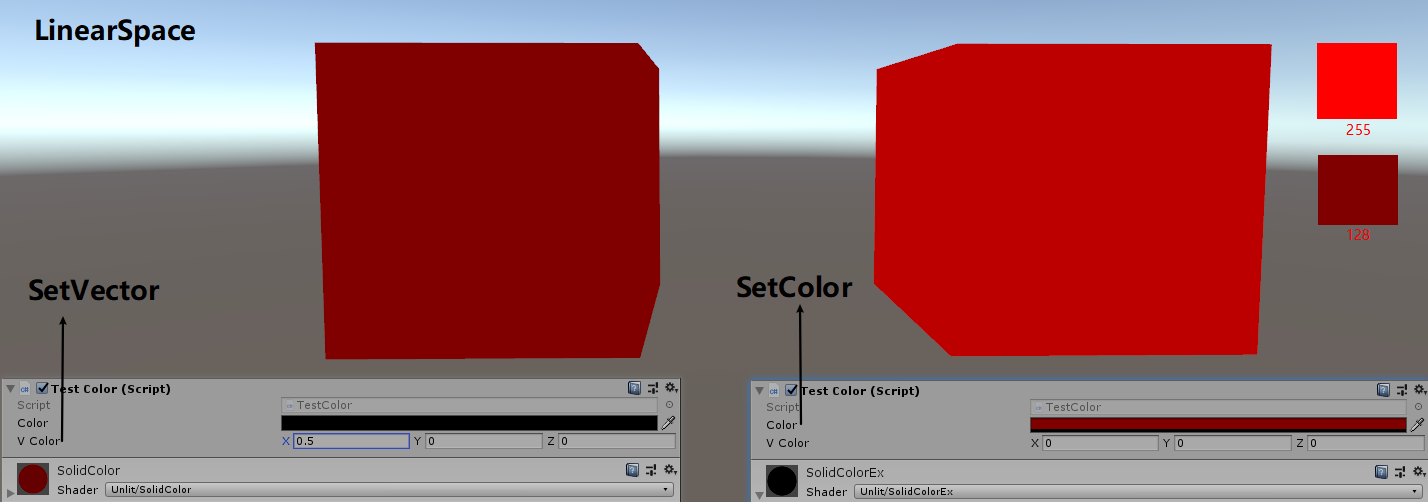 LinearSpace
255
128
SetVector
SetColor
Test Color (Script)
Script TestColor
Color
V Color X 0.5 Y 0 Z 0
SolidColor
Shader Unlit/SolidColor
Test Color (Script)
Script TestColor
Color
V Color X 0 Y 0 Z 0
SolidColorEx
Shader Unlit/SolidColorEx